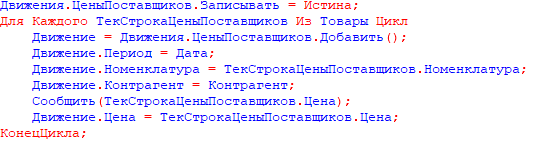 Движения.ЦеныПоставщиков.Записывать = Истина;
Для Каждого ТекСтрокаЦеныПоставщиков Из Товары Цикл
Движение = Движения.ЦеныПоставщиков.Добавить();
Движение.Период = Дата;
Движение.Номенклатура = ТекСтрокаЦеныПоставщиков.Номенклатура;
Движение.Контрагент = Контрагент;
Сообщить(ТекСтрокаЦеныПоставщиков.Цена);
Движение.Цена = ТекСтрокаЦеныПоставщиков.Цена;
КонецЦикла;